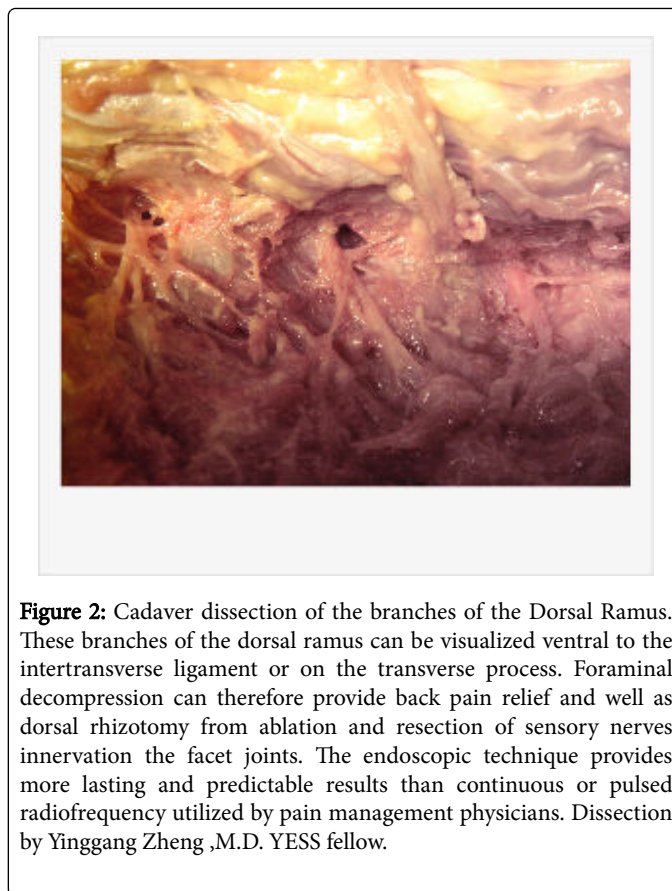 Figure 2: Cadaver dissection of the branches of the Dorsal Ramus.
These branches of the dorsal ramus can be visualized ventral to the
intertransverse ligament or on the transverse process. Foraminal
decompression can therefore provide back pain relief and well as
dorsal rhizotomy from ablation and resection of sensory nerves
innervation the facet joints. The endoscopic technique provides
more lasting and predictable results than continuous or pulsed
radiofrequency utilized by pain management physicians. Dissection
by Yinggang Zheng ,M.D. YESS fellow.